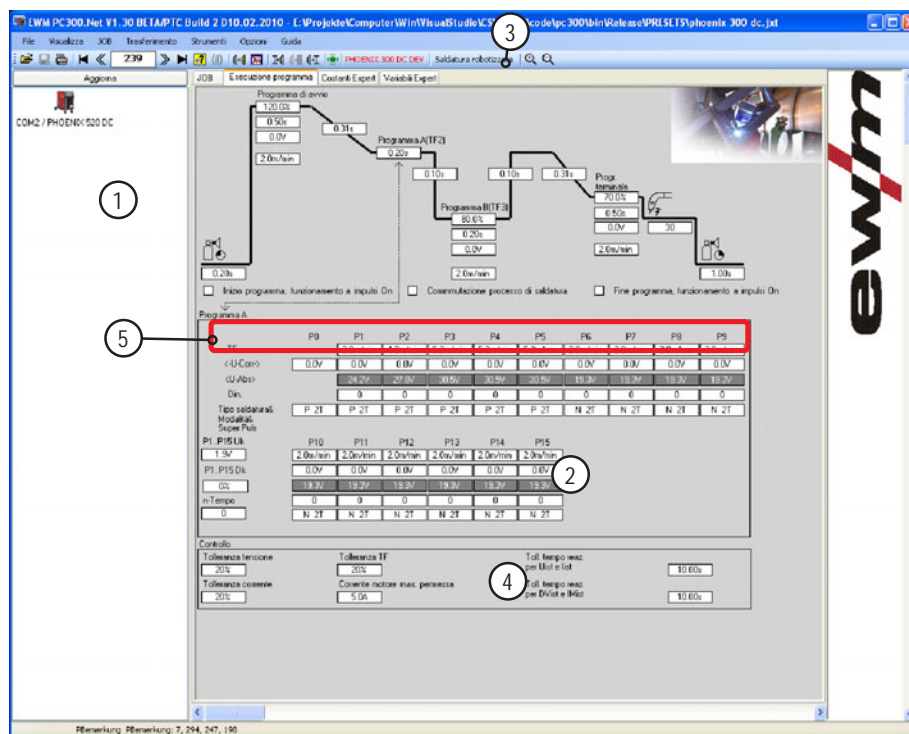 EWM PC300.Net V1.30 BETA/PTC Build 2 D10.02.2010 - E:\Projekte\Computer\Win\VisualStudie\CS code\pc300\bin\Release\PRESETS\phoenix 300 dc.jxt
File Visualizza JOB Trasferimento Strumenti Opzioni Guida
239 PHOENIX 300 DC DEV Saldatura
3
Aggiorna
JOB Esecuzione programma Costanti Expert Variabili Expert
COM2 / PHOENIX 520 DC
1
Programma di avvio
120.0%
0.50s
0.0V
2.0m/min
0.31s
Programma A(TF2)
0.20s
0.10s
Programma B(TF3)
80.0%
0.20s
0.0V
2.0m/min
0.10s
0.31s
Progr.
terminale
70.0%
0.50s
0.0V
2.0m/min
30
0.20s
1.00s
Inizio programma, funzionamento a impulsi On Commutazione processo di saldatura Fine programma, funzionamento a impulsi On
ewm
Programma A
5
P0 P1 P2 P3 P4 P5 P6 P7 P8 P9
<U-Corr> 0.0V 0.0V 0.0V 0.0V 0.0V 0.0V 0.0V 0.0V 0.0V 0.0V
<U-Abs> 24.2V 27.8V 30.5V 30.5V 30.5V 19.3V 19.3V 19.3V 19.3V
Din. 0 0 0 0 0 0 0 0 0
Tipo saldatura& P 2T P 2T P 2T P 2T P 2T P 2T N 2T N 2T N 2T N 2T
Modalità&
Super Puls
P1..P15 Uk P10 P11 P12 P13 P14 P15
1.9V 2.0m/min 2.0m/min 2.0m/min 2.0m/min 2.0m/min 2.0m/min
P1..P15 Dk 0.0V 0.0V 0.0V 0.0V 0.0V 0.0V
0% 19.3V 19.3V 19.3V 19.3V 19.3V 19.3V
2
n-Tempo 0 0 0 0 0 0
0 N 2T N 2T N 2T N 2T N 2T N 2T
Controllo
Tolleranza tensione Tolleranza TF Toll. tempo reaz.
20% 20% per Uist e Iist 10.00s
Tolleranza corrente Corrente motore max. permessa Toll. tempo reaz.
20% 5.0A per DVist e IMist 10.00s
4
PBemerkung PBemerkung: 7, 294, 247, 198